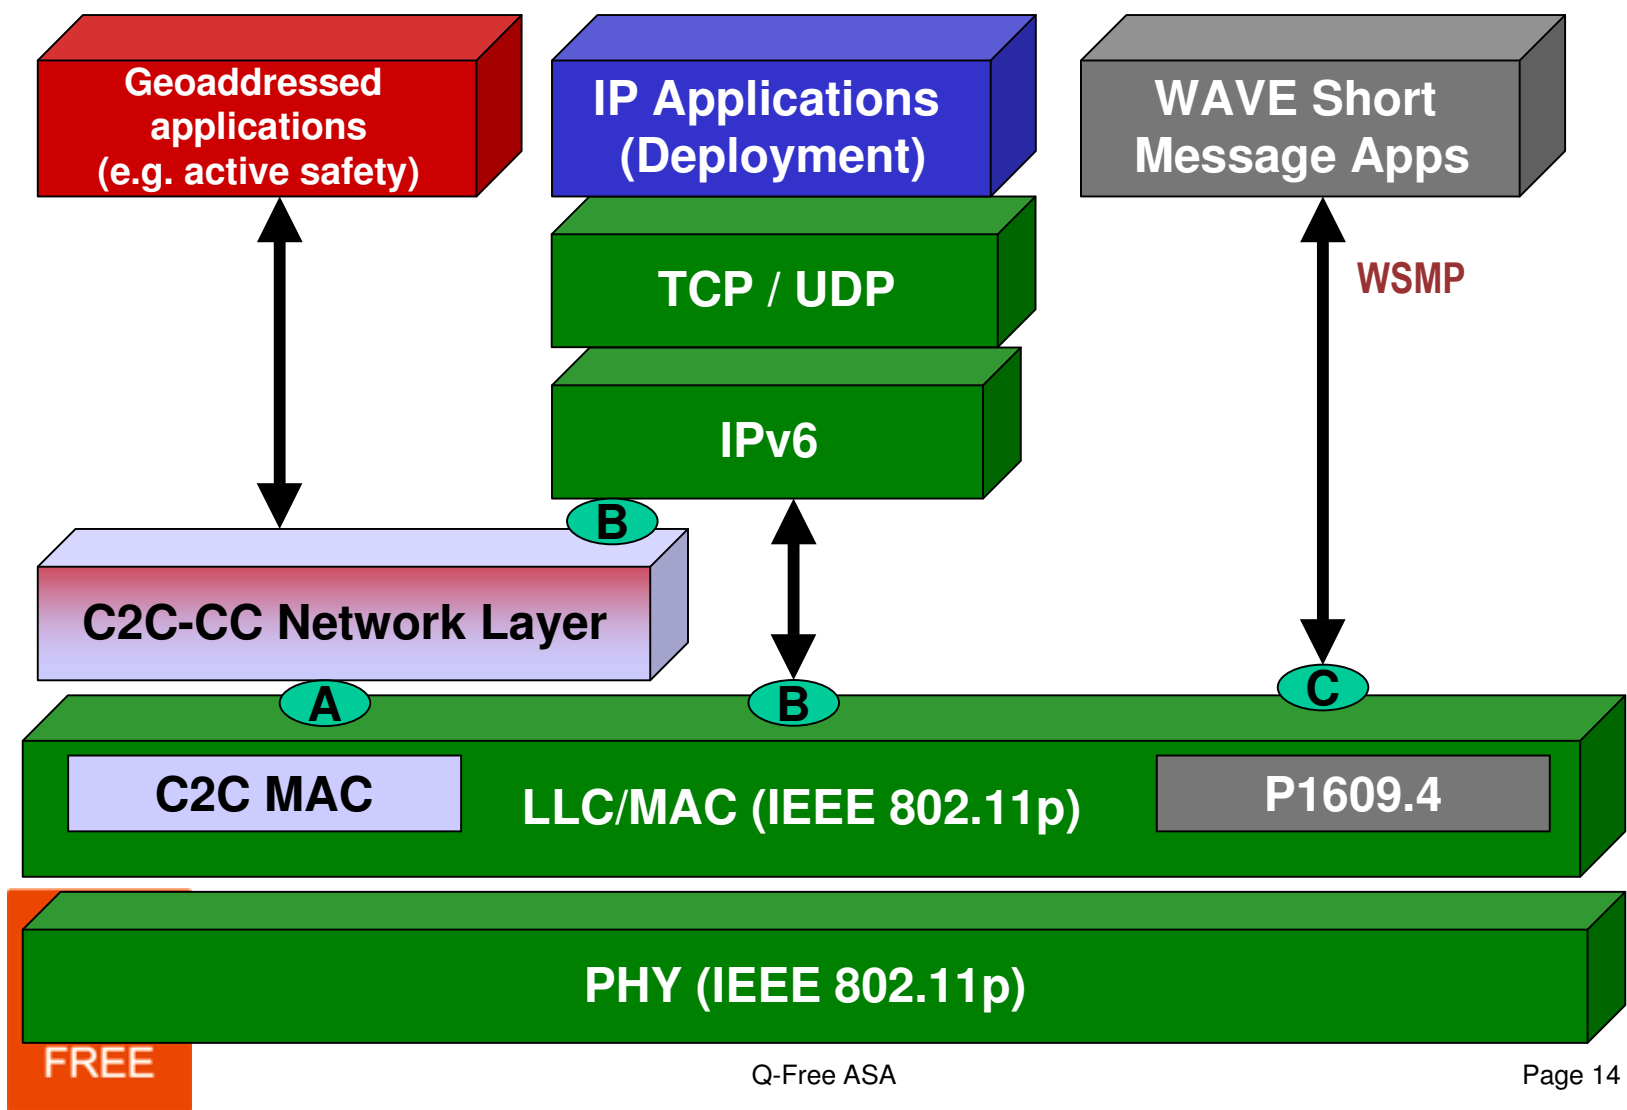 Geoaddressed
applications
(e.g. active safety)
IP Applications
(Deployment)
WAVE Short
Message Apps
TCP / UDP
WSMP
IPv6
B
C2C-CC Network Layer
A
B
C
C2C MAC
LLC/MAC (IEEE 802.11p)
P1609.4
PHY (IEEE 802.11p)
FREE
Q-Free ASA
Page 14